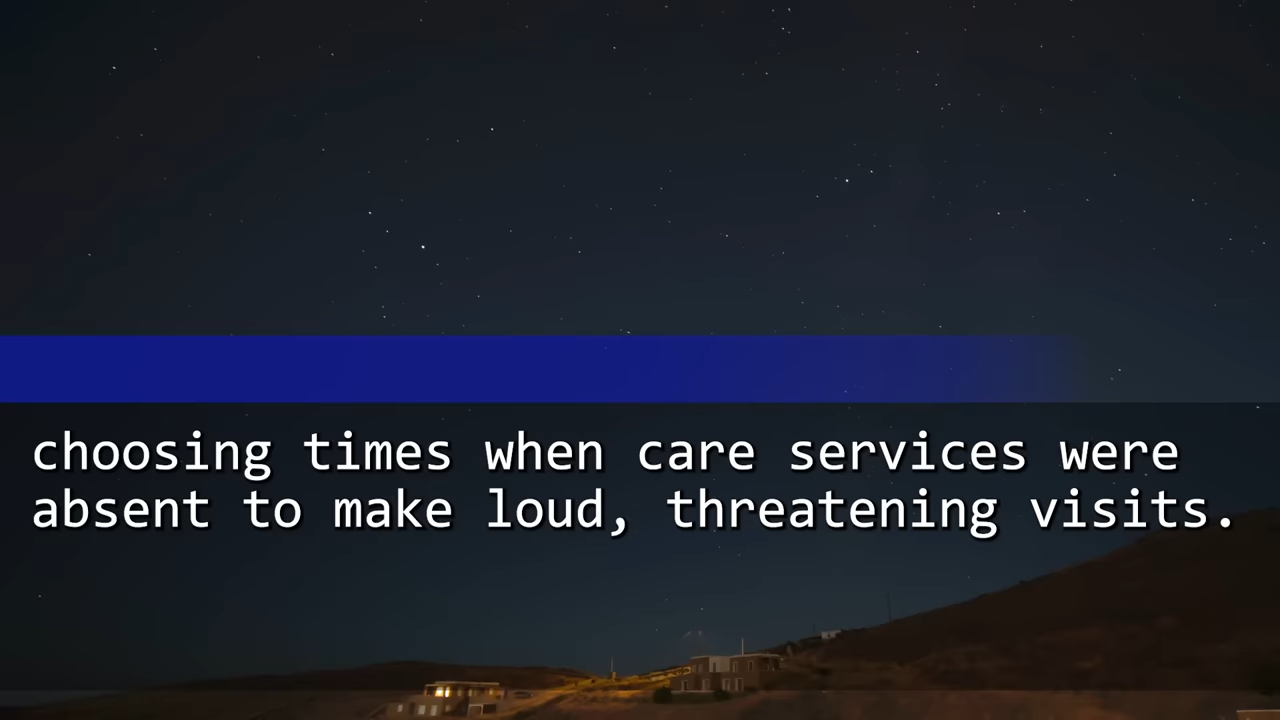 choosing times when care services were
absent to make loud, threatening visits.